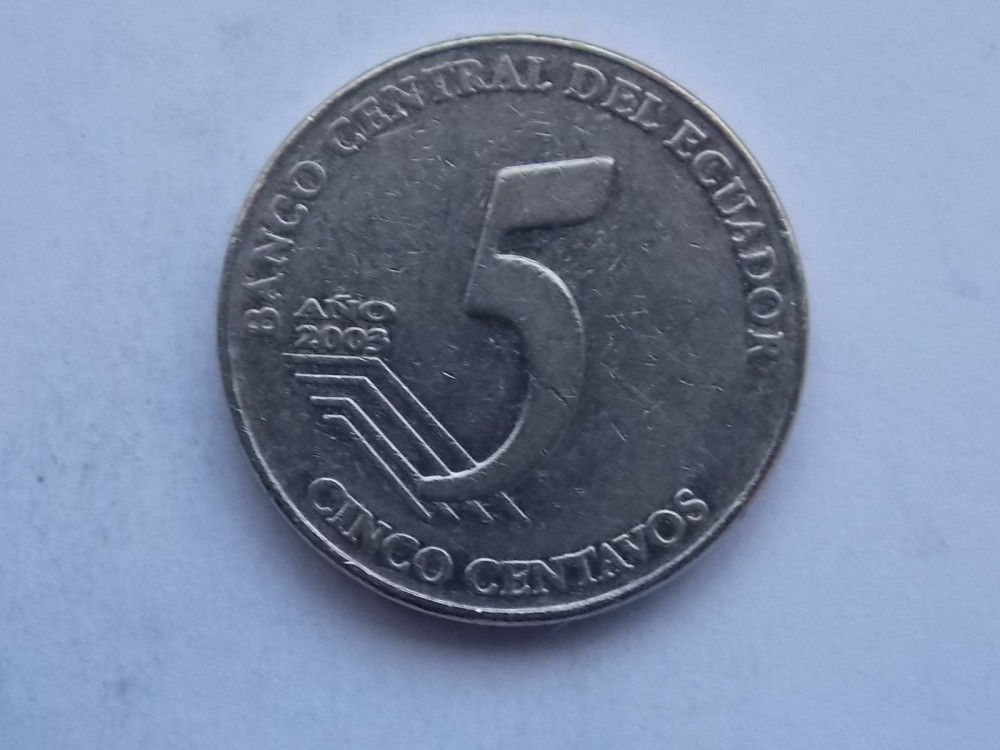 BANCO CENTRAL DEL ECUADOR
5
AÑO
2003
CINCO CENTAVOS